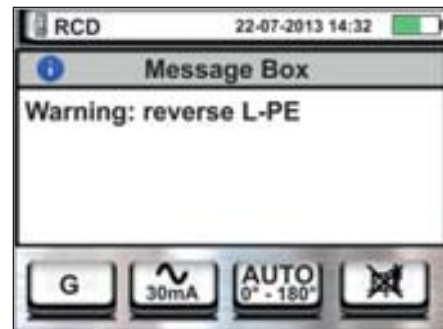 RCD 22-07-2013 14:32
Message Box
Warning: reverse L-PE
G 30mA AUTO
0° - 180°